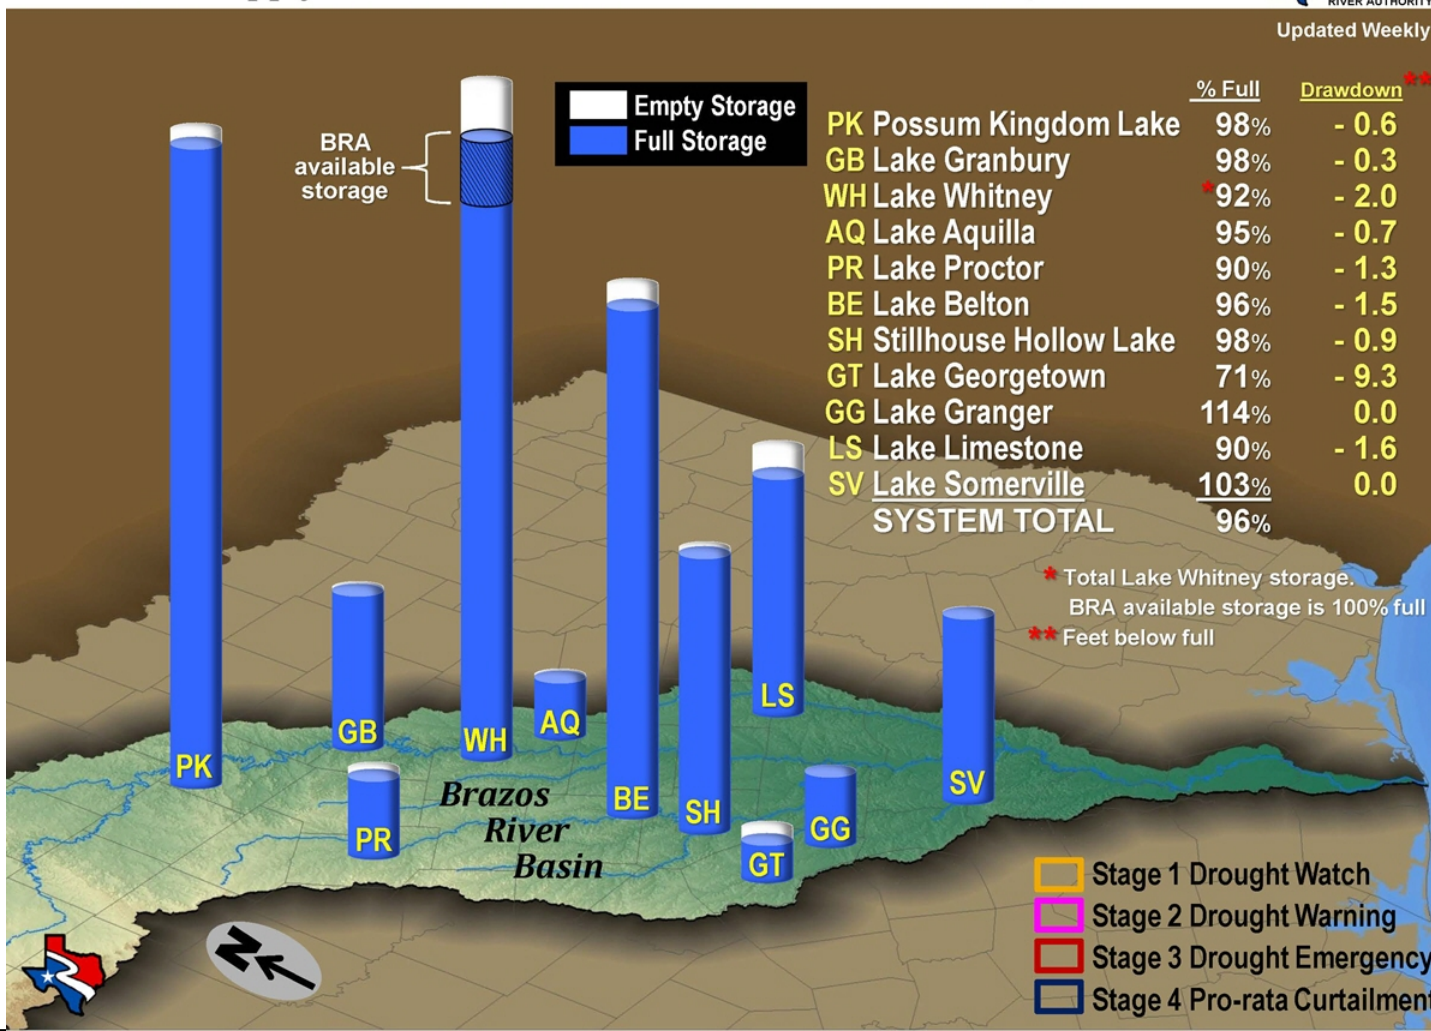 RIVER AUTHORITY
Updated Weekly
Empty Storage
Full Storage
BRA
available
storage
% Full Drawdown**
PK Possum Kingdom Lake 98% - 0.6
GB Lake Granbury 98% - 0.3
WH Lake Whitney *92% - 2.0
AQ Lake Aquilla 95% - 0.7
PR Lake Proctor 90% - 1.3
BE Lake Belton 96% - 1.5
SH Stillhouse Hollow Lake 98% - 0.9
GT Lake Georgetown 71% - 9.3
GG Lake Granger 114% 0.0
LS Lake Limestone 90% - 1.6
SV Lake Somerville 103% 0.0
SYSTEM TOTAL 96%
* Total Lake Whitney storage.
BRA available storage is 100% full
** Feet below full
PK
GB
WH
AQ
LS
PR
BE
SH
GT
GG
SV
Brazos
River
Basin
N
Stage 1 Drought Watch
Stage 2 Drought Warning
Stage 3 Drought Emergency
Stage 4 Pro-rata Curtailment